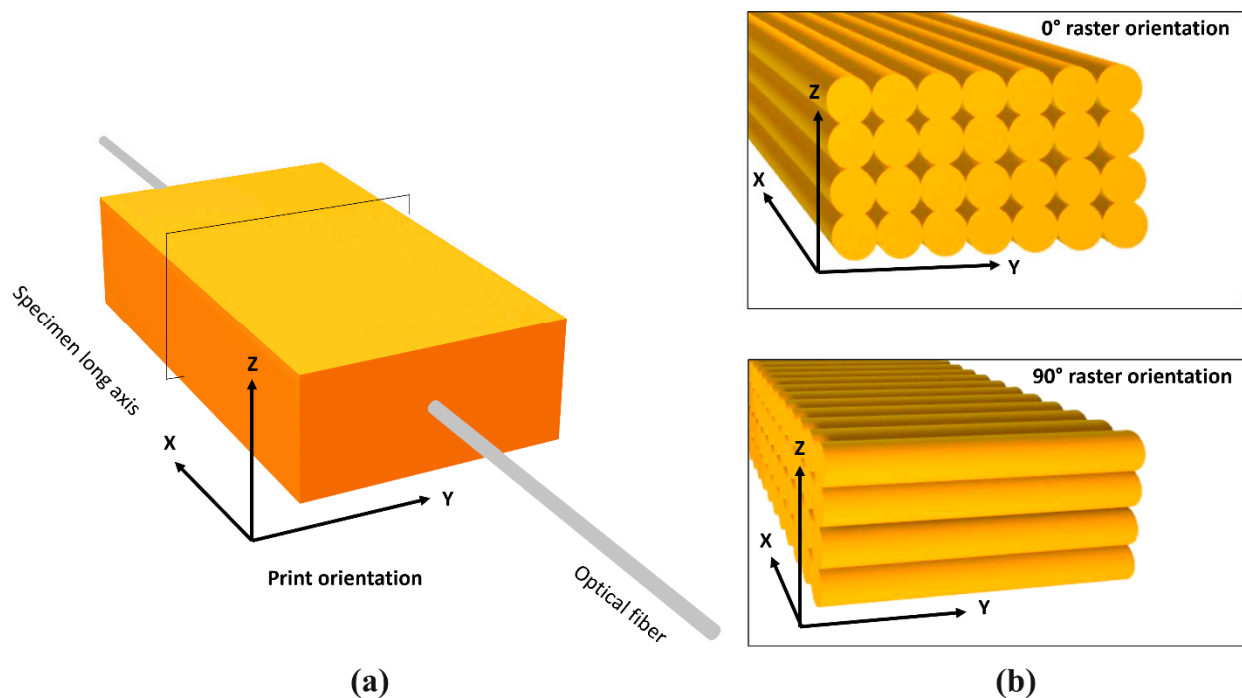 Specimen long axis
Z
X
Y
Print orientation
Optical fiber
(a)
0° raster orientation
Z
X
Y
90° raster orientation
Z
X
Y
(b)